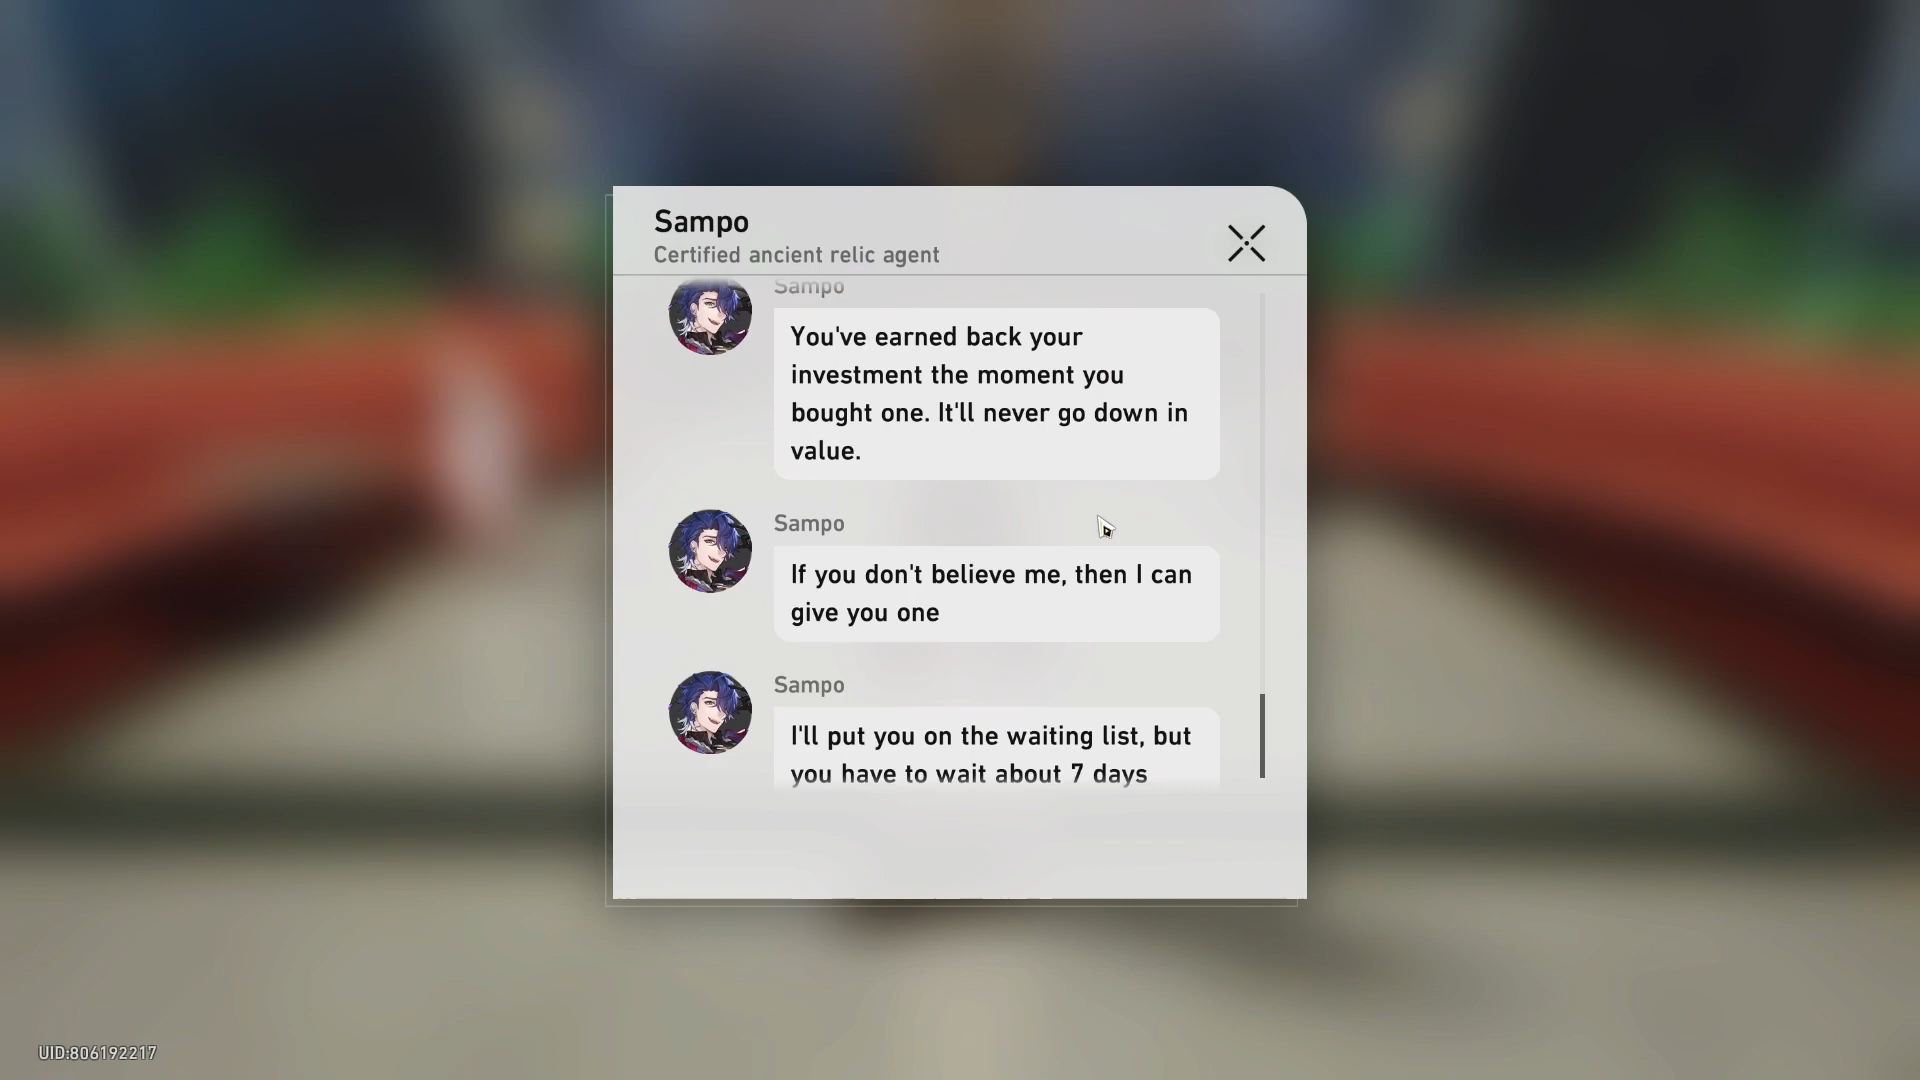 Sampo
Certified ancient relic agent
Sampo
You've earned back your
investment the moment you
bought one. It'll never go down in
value.
Sampo
If you don't believe me, then I can
give you one
Sampo
I'll put you on the waiting list, but
you have to wait about 7 days
UID:806192217